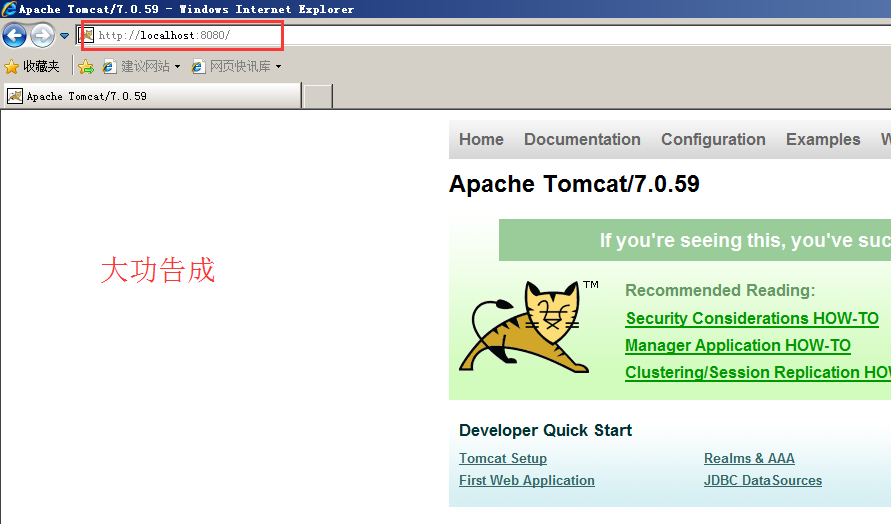 Apache Tomcat/7.0.59 - Windows Internet Explorer
http://localhost:8080/
收藏夹 建议网站 网页快讯库
Apache Tomcat/7.0.59
Home Documentation Configuration Examples W
Apache Tomcat/7.0.59
If you're seeing this, you've suc
大功告成
TM
Recommended Reading:
Security Considerations HOW-TO
Manager Application HOW-TO
Clustering/Session Replication HO
Developer Quick Start
Tomcat Setup Realms & AAA
First Web Application JDBC DataSources